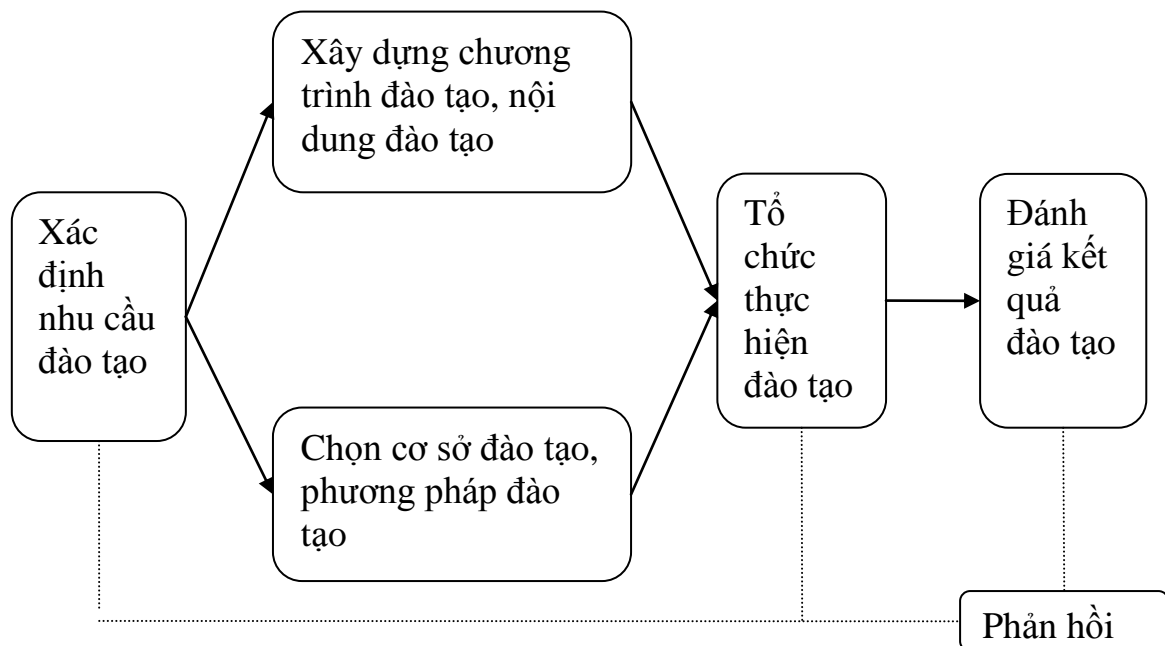 Xác
định
nhu cầu
đào tạo
Xây dựng chương
trình đào tạo, nội
dung đào tạo
Chọn cơ sở đào tạo,
phương pháp đào
tạo
Tổ
chức
thực
hiện
đào tạo
Đánh
giá kết
quả
đào tạo
Phản hồi